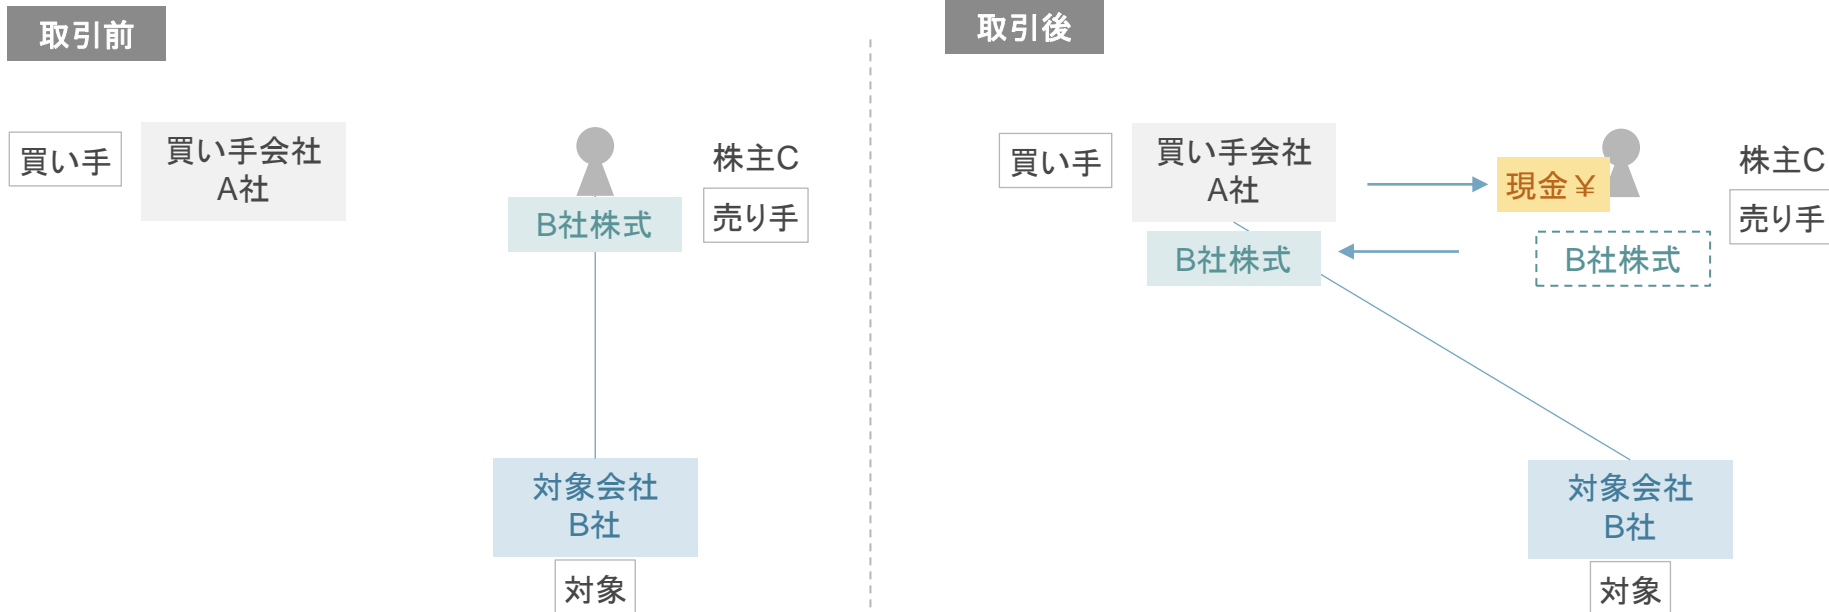 取引前
買い手
買い手会社
A社
株主C
売り手
B社株式
対象会社
B社
対象
取引後
買い手
買い手会社
A社
現金￥
株主C
売り手
B社株式
B社株式
対象会社
B社
対象